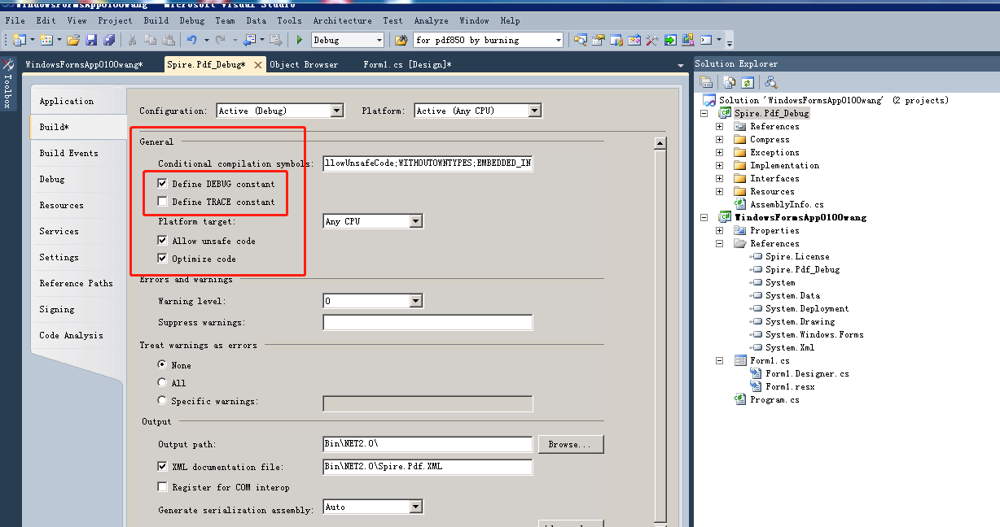 WindowsFormsApp0100wang - Microsoft Visual Studio
File Edit View Project Build Debug Team Data Tools Architecture Test Analyze Window Help
Debug for pdf850 by burning
Toolbox
WindowsFormsApp0100wang* Spire.Pdf_Debug* Object Browser Form1.cs [Design]*
Application
Build*
Build Events
Debug
Resources
Services
Settings
Reference Paths
Signing
Code Analysis
Configuration: Active (Debug) Platform: Active (Any CPU)
General
Conditional compilation symbols: llowUnsafeCode;WITHOUTOWNTYPES;EMBEDDED_IN
Define DEBUG constant
Define TRACE constant
Platform target: Any CPU
Allow unsafe code
Optimize code
Errors and warnings
Warning level: 0
Suppress warnings:
Treat warnings as errors
None
All
Specific warnings:
Output
Output path: Bin\NET2.0\ Browse...
XML documentation file: Bin\NET2.0\Spire.Pdf.XML
Register for COM interop
Generate serialization assembly: Auto
Solution Explorer
Solution 'WindowsFormsApp0100wang' (2 projects)
Spire.Pdf_Debug
References
Compress
Exceptions
Implementation
Interfaces
Resources
AssemblyInfo.cs
WindowsFormsApp0100wang
Properties
References
Spire.License
Spire.Pdf_Debug
System
System.Data
System.Deployment
System.Drawing
System.Windows.Forms
System.Xml
Form1.cs
Form1.Designer.cs
Form1.resx
Program.cs